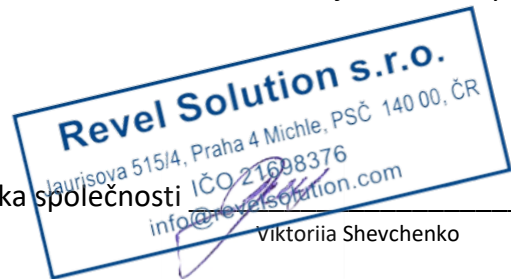 Revel Solution s.r.o.
Jaurisova 515/4, Praha 4 Michle, PSČ 140 00, ČR
IČO 21698376
info@revelsolution.com
ka společnosti
Viktoriia Shevchenko